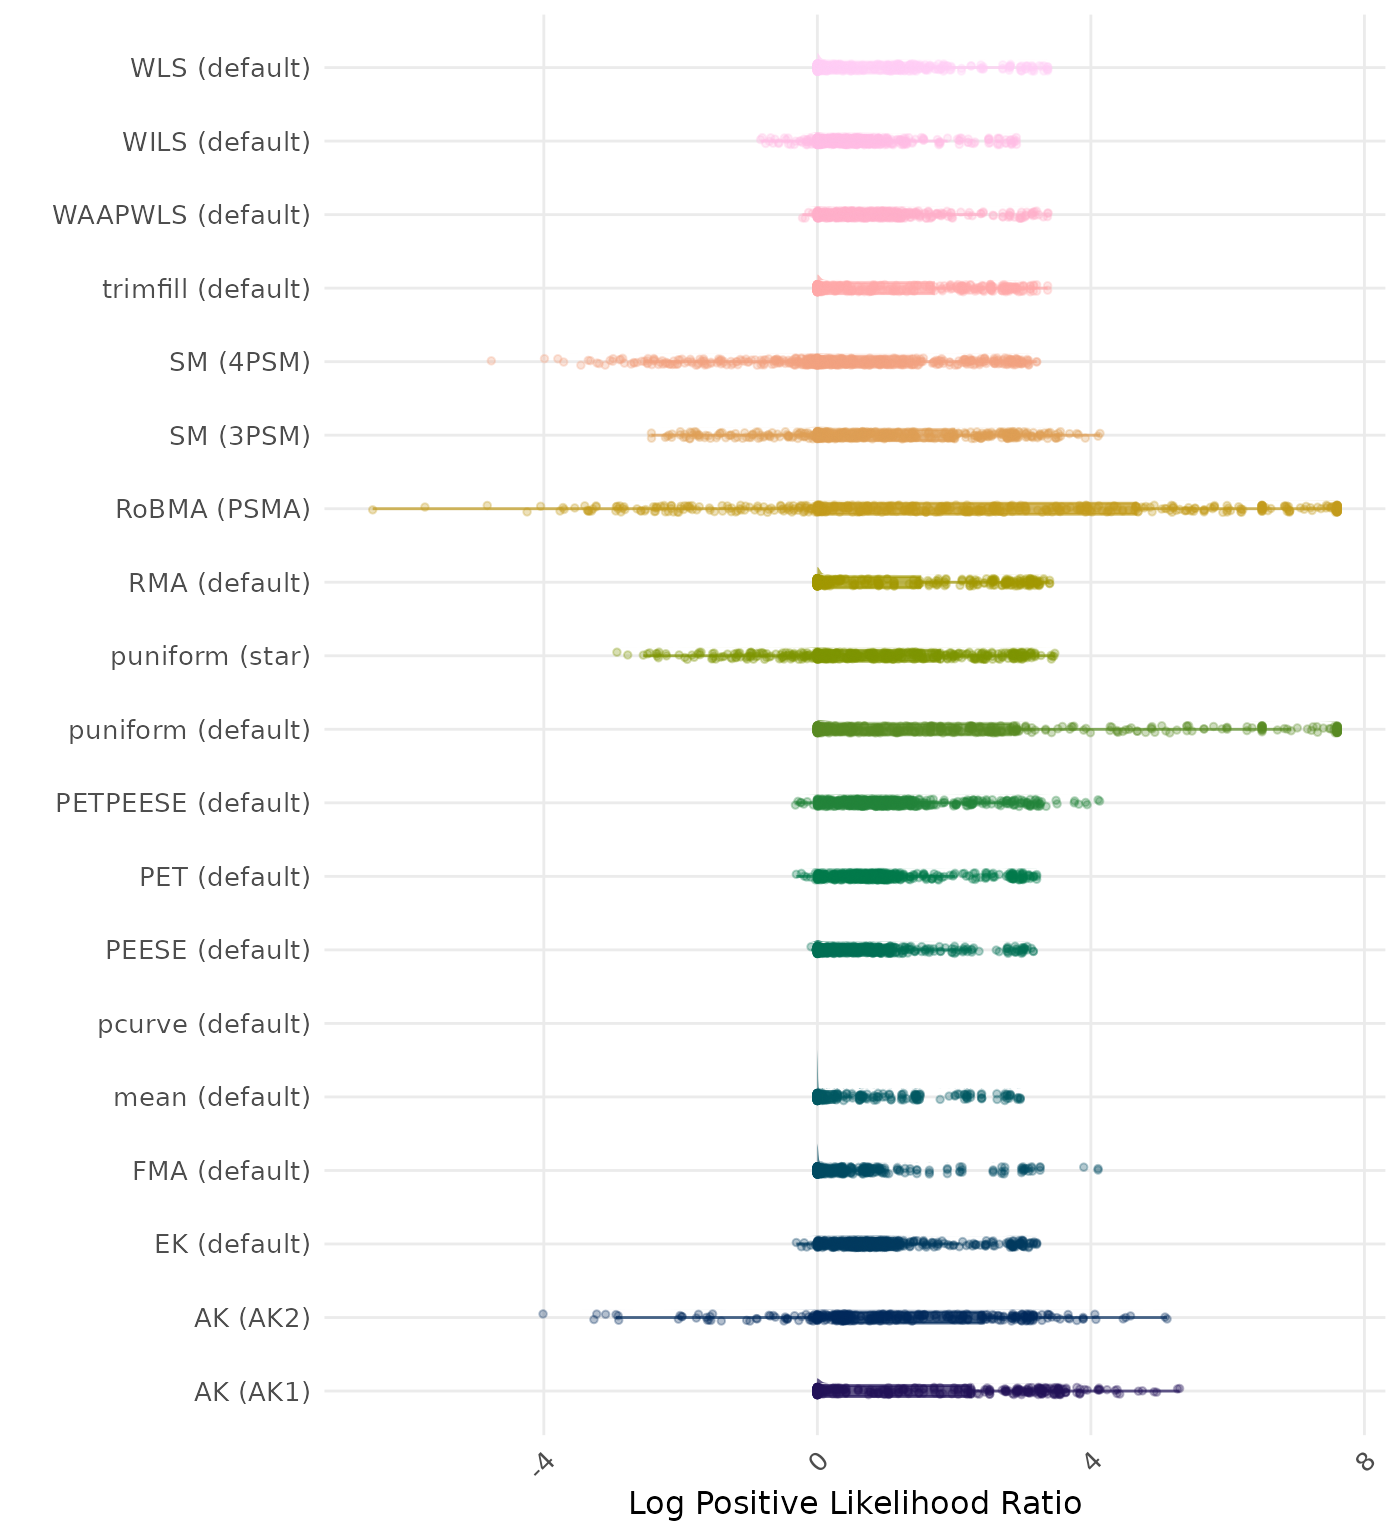 WLS (default)
WILS (default)
WAAPWLS (default)
trimfill (default)
SM (4PSM)
SM (3PSM)
RoBMA (PSMA)
RMA (default)
puniform (star)
puniform (default)
PETPEESE (default)
PET (default)
PEESE (default)
pcurve (default)
mean (default)
FMA (default)
EK (default)
AK (AK2)
AK (AK1)
-4 0 4 8
Log Positive Likelihood Ratio